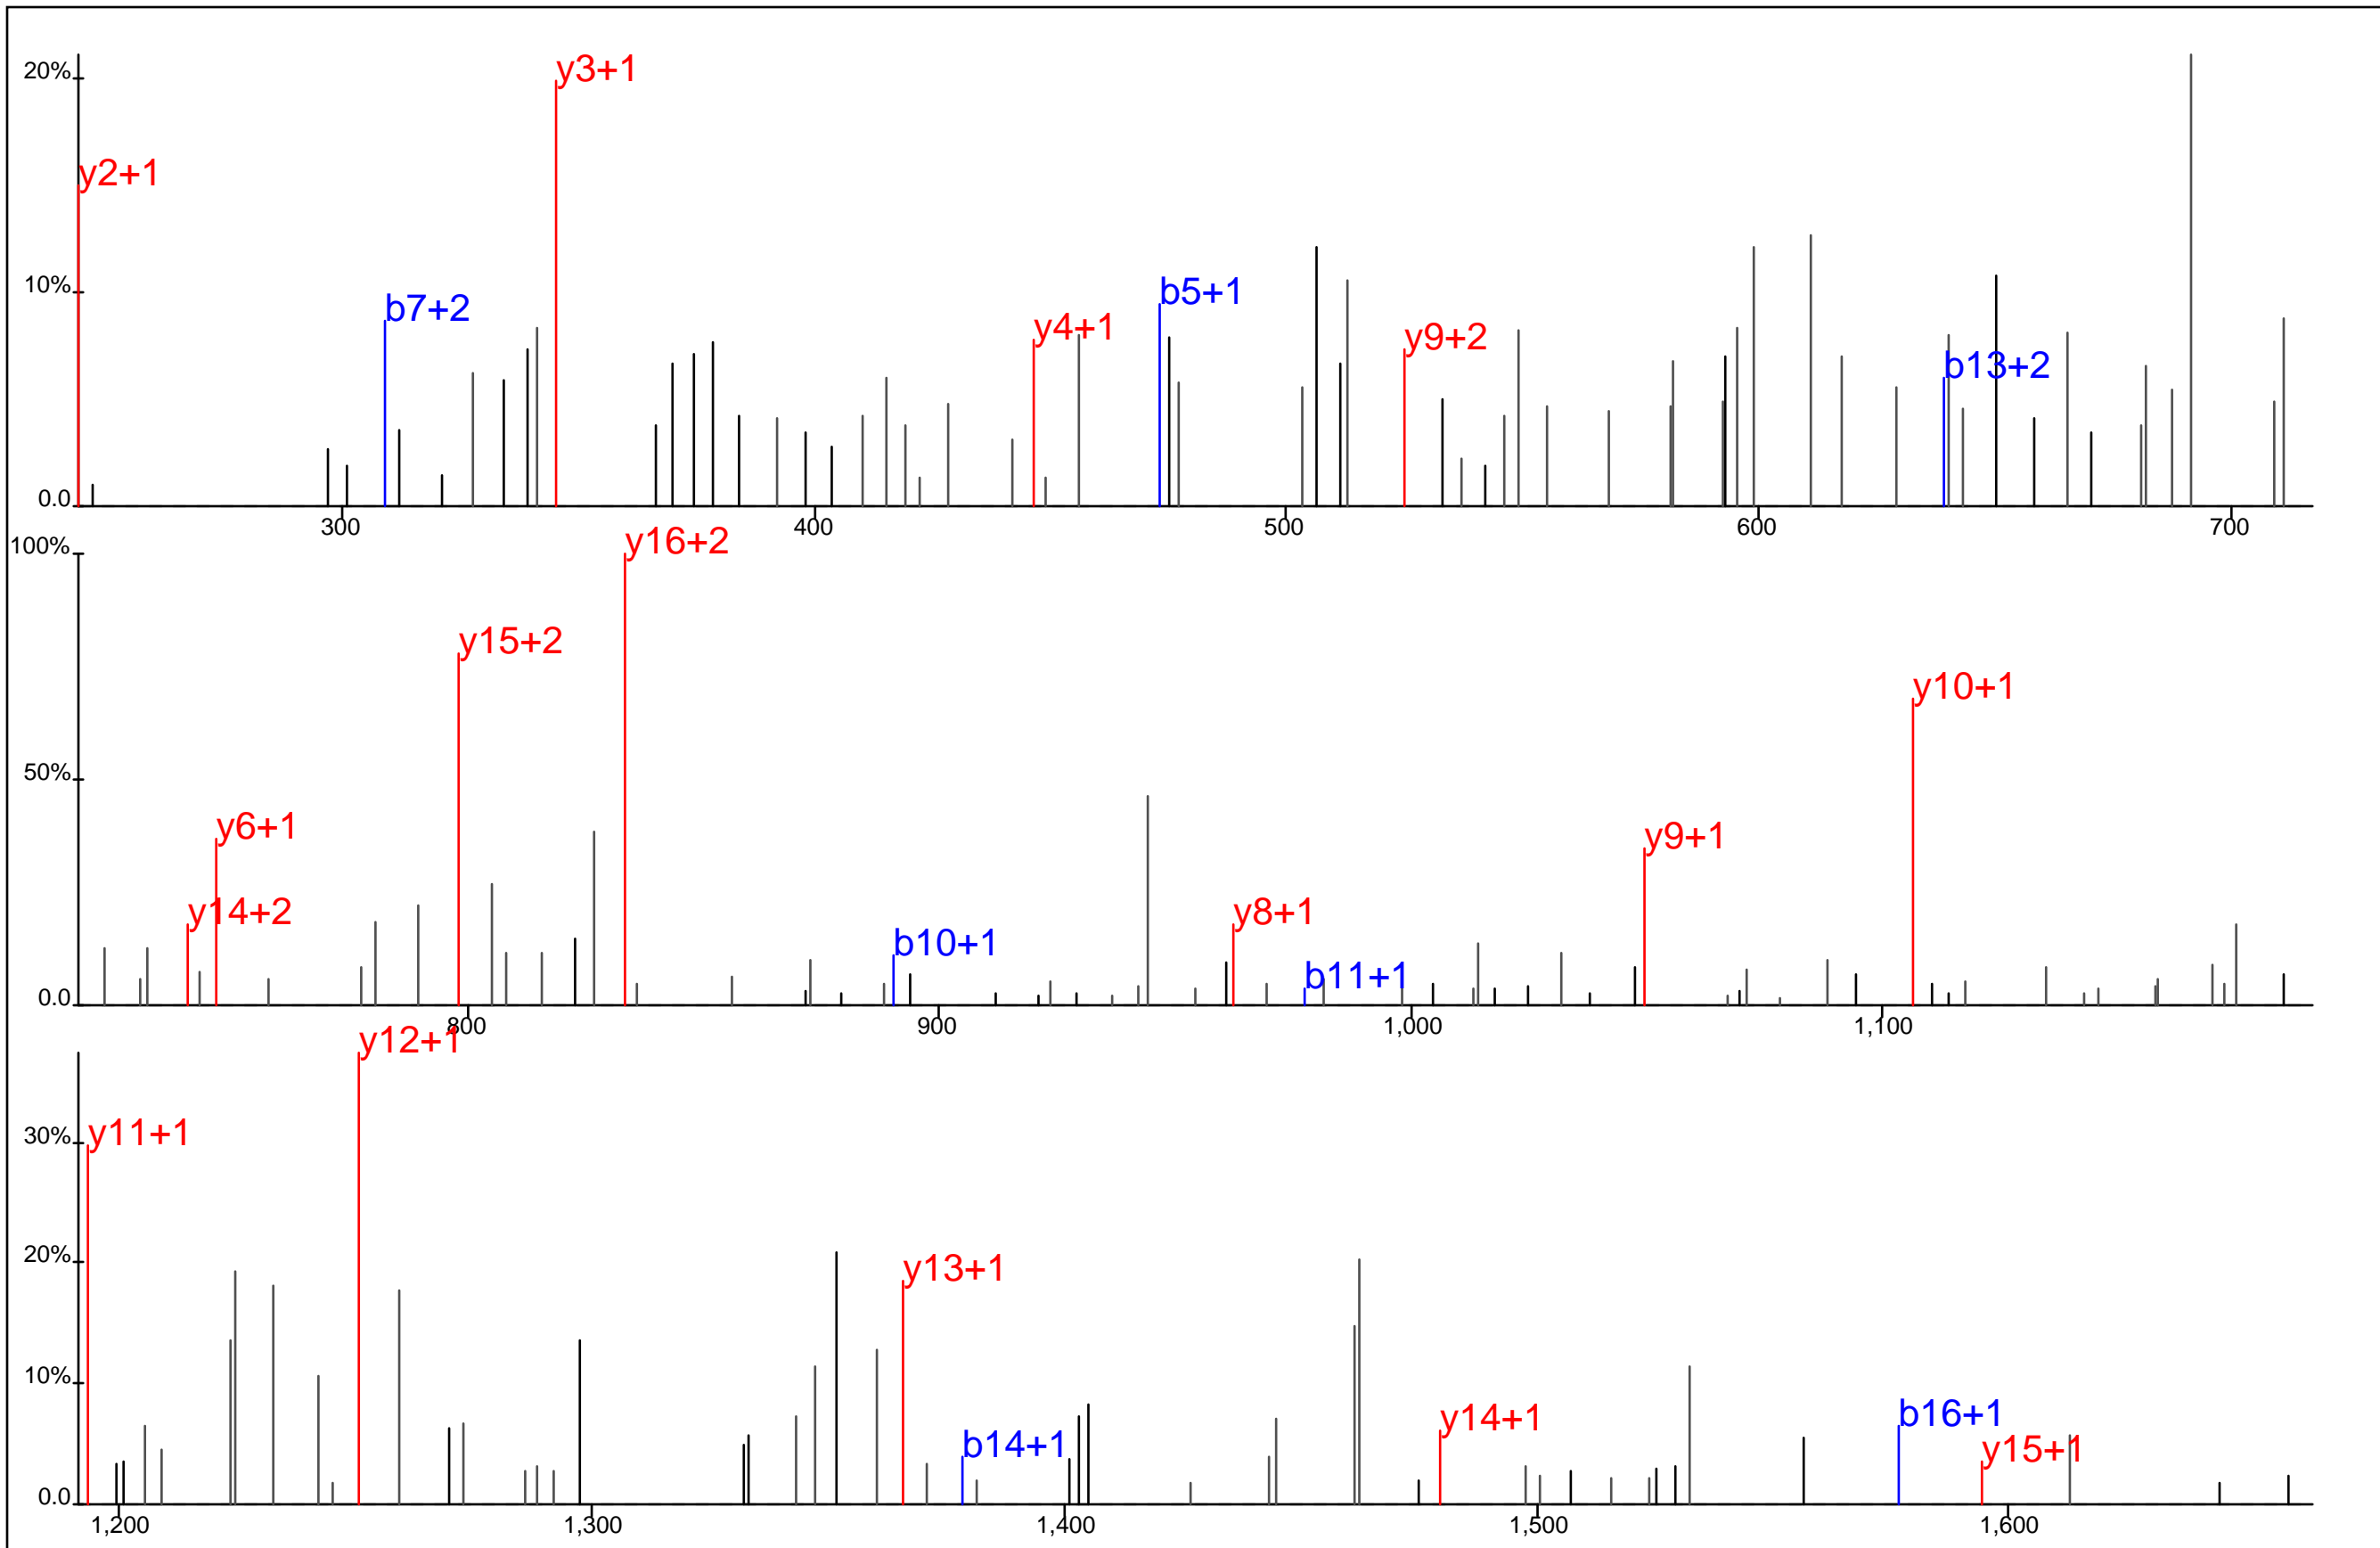 20%
y3+1
y2+1
10%
b7+2
b5+1
y4+1
y9+2
b13+2
0.0
300
400
500
600
700
100%
y16+2
y15+2
y10+1
50%
y6+1
y9+1
y14+2
y8+1
b10+1
b11+1
0.0
800
900
1,000
1,100
y12+1
30%
y11+1
20%
y13+1
10%
y14+1
b16+1
b14+1
y15+1
0.0
1,200
1,300
1,400
1,500
1,600